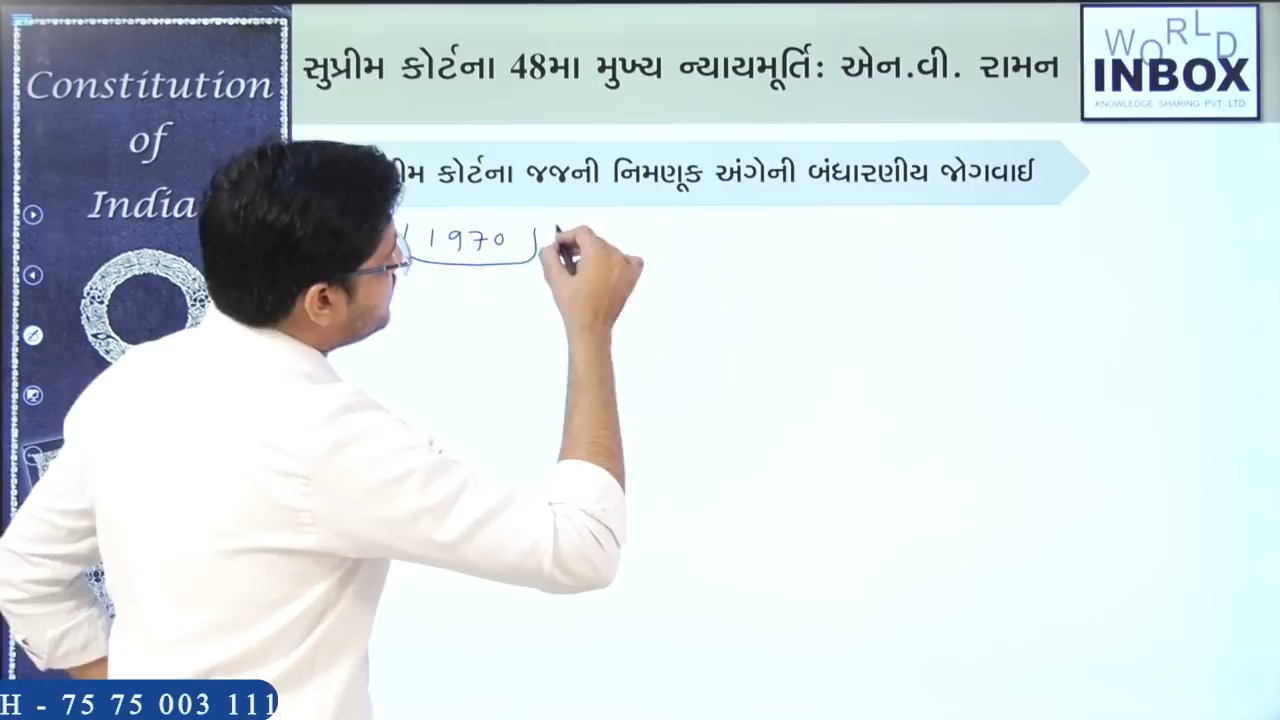 Constitution
of
India
સુપ્રીમ કોર્ટના 48મા મુખ્ય ન્યાયમૂર્તિઃ એન.વી. રામન
WORLD
INBOX
KNOWLEDGE SHARING PVT LTD
કોર્ટના જજની નિમણૂક અંગેની બંધારણીય જોગવાઈ
1970
H - 75 75 003 111